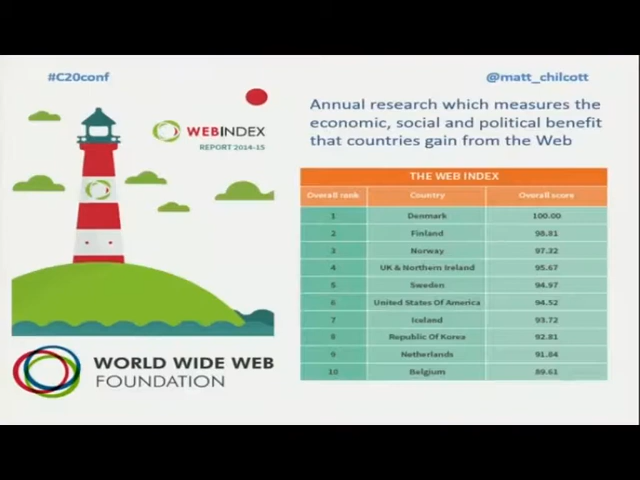 #C20conf
@matt_chilcott
WEBINDEX
REPORT 2014-15
Annual research which measures the
economic, social and political benefit
that countries gain from the Web
THE WEB INDEX
Overall rank Country Overall score
1 Denmark 100.00
2 Finland 98.81
3 Norway 97.32
4 UK & Northern Ireland 95.67
5 Sweden 94.97
6 United States Of America 94.52
7 Iceland 93.72
8 Republic Of Korea 92.81
9 Netherlands 91.84
10 Belgium 89.61
WORLD WIDE WEB
FOUNDATION